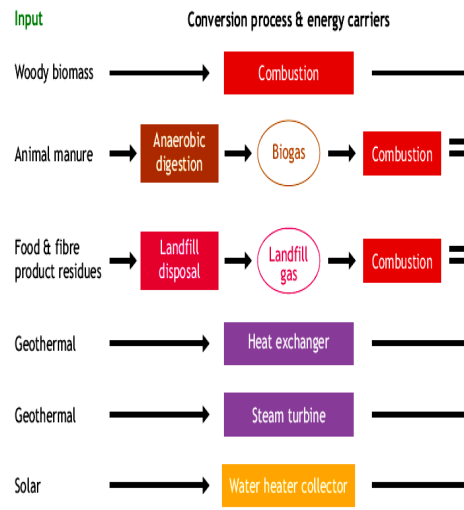 Input
Conversion process & energy carriers
Woody biomass
Combustion
Animal manure
Anaerobic
digestion
Biogas
Combustion
Food & fibre
product residues
Landfill
disposal
Landfill
gas
Combustion
Geothermal
Heat exchanger
Geothermal
Steam turbine
Solar
Water heater collector